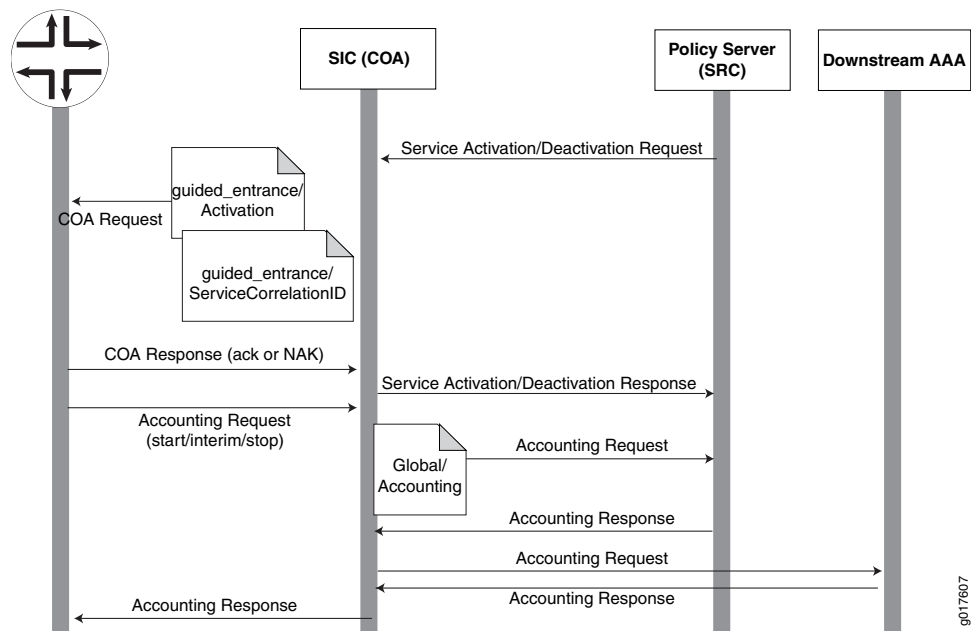 SIC (COA)
Policy Server
(SRC)
Downstream AAA
Service Activation/Deactivation Request
guided_entrance/
Activation
COA Request
guided_entrance/
ServiceCorrelationID
COA Response (ack or NAK)
Service Activation/Deactivation Response
Accounting Request
(start/interim/stop)
Accounting Request
Global/
Accounting
Accounting Response
Accounting Request
Accounting Response
Accounting Response
g017607